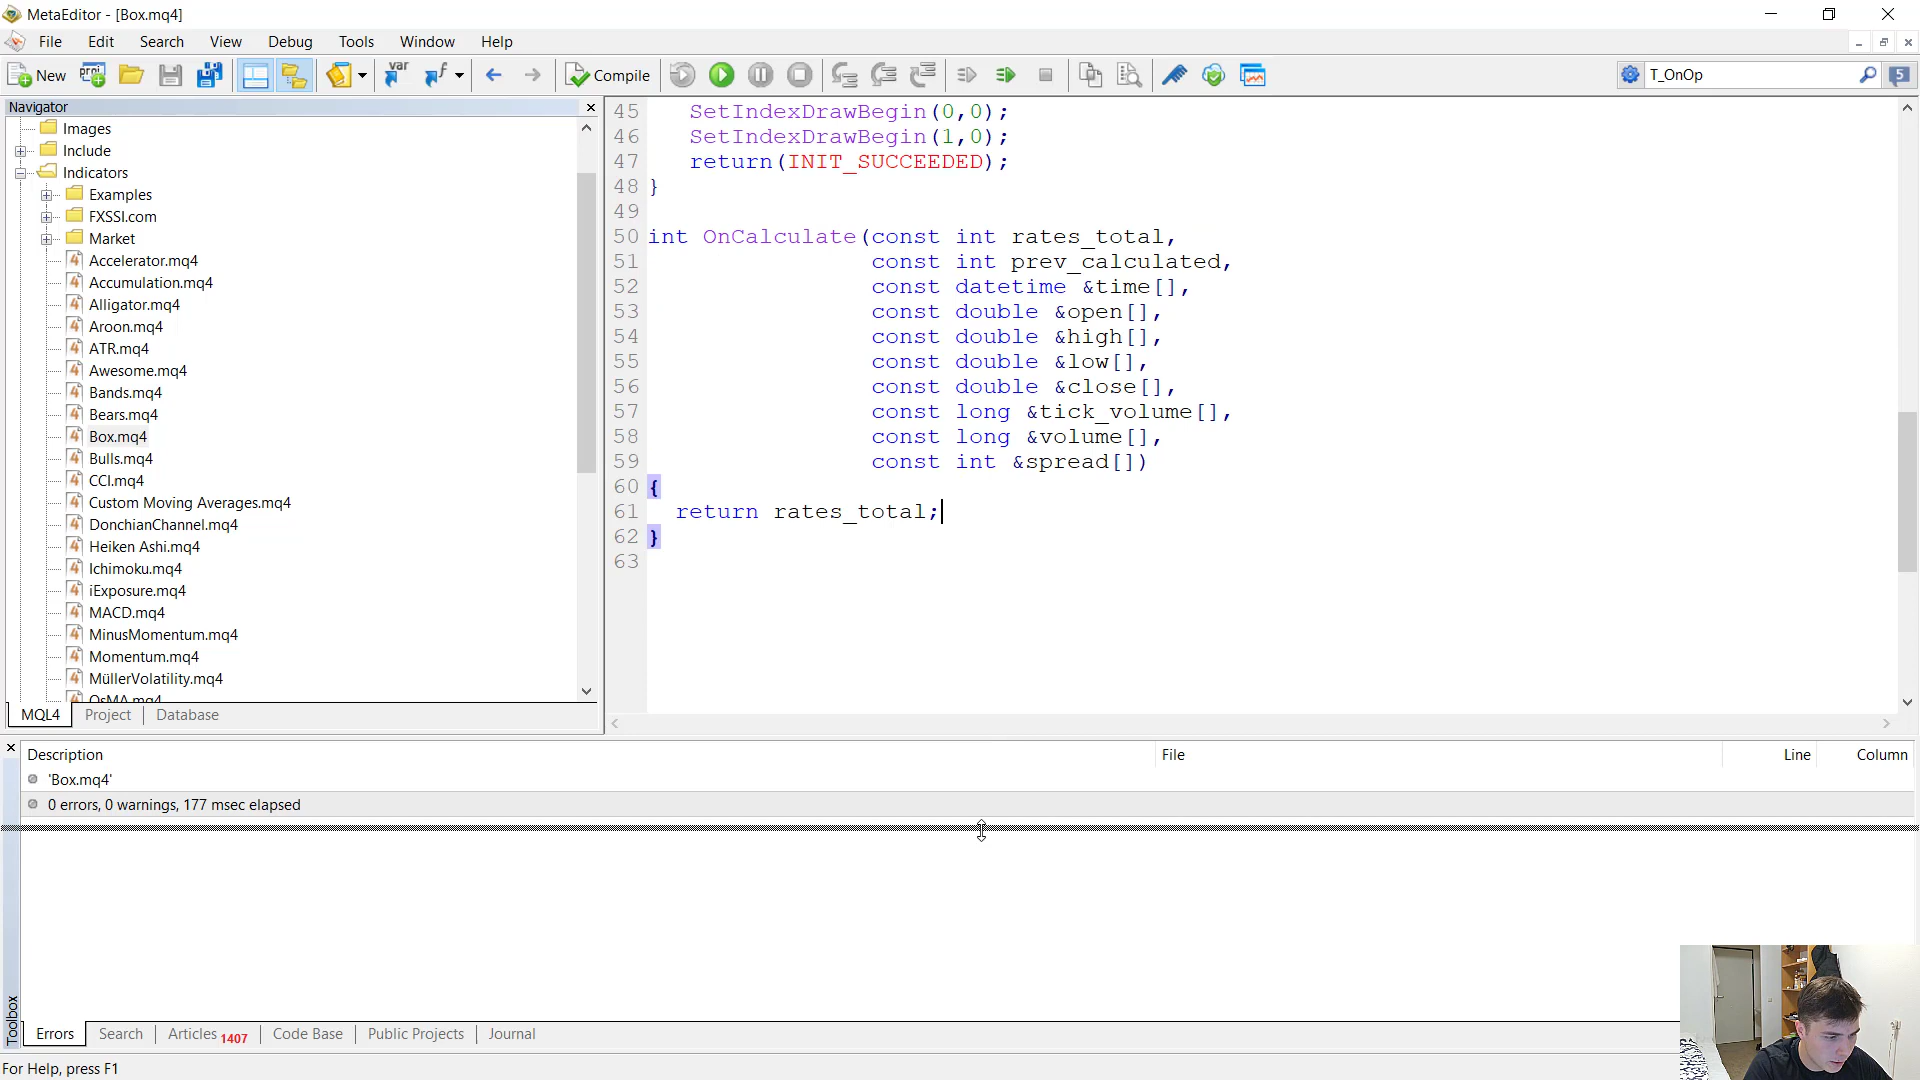 MetaEditor - [Box.mq4]
File Edit Search View Debug Tools Window Help
New proj var f Compile T_OnOp 5
Navigator
Images
Include
Indicators
Examples
FXSSI.com
Market
Accelerator.mq4
Accumulation.mq4
Alligator.mq4
Aroon.mq4
ATR.mq4
Awesome.mq4
Bands.mq4
Bears.mq4
Box.mq4
Bulls.mq4
CCI.mq4
Custom Moving Averages.mq4
DonchianChannel.mq4
Heiken Ashi.mq4
Ichimoku.mq4
iExposure.mq4
MACD.mq4
MinusMomentum.mq4
Momentum.mq4
MüllerVolatility.mq4
OsMA.mq4
MQL4 Project Database
45 SetIndexDrawBegin(0,0);
46 SetIndexDrawBegin(1,0);
47 return(INIT_SUCCEEDED);
48 }
49
50 int OnCalculate(const int rates_total,
51 const int prev_calculated,
52 const datetime &time[],
53 const double &open[],
54 const double &high[],
55 const double &low[],
56 const double &close[],
57 const long &tick_volume[],
58 const long &volume[],
59 const int &spread[])
60 {
61 return rates_total;
62 }
63
Description File Line Column
'Box.mq4'
0 errors, 0 warnings, 177 msec elapsed
Toolbox
Errors Search Articles 1407 Code Base Public Projects Journal
For Help, press F1